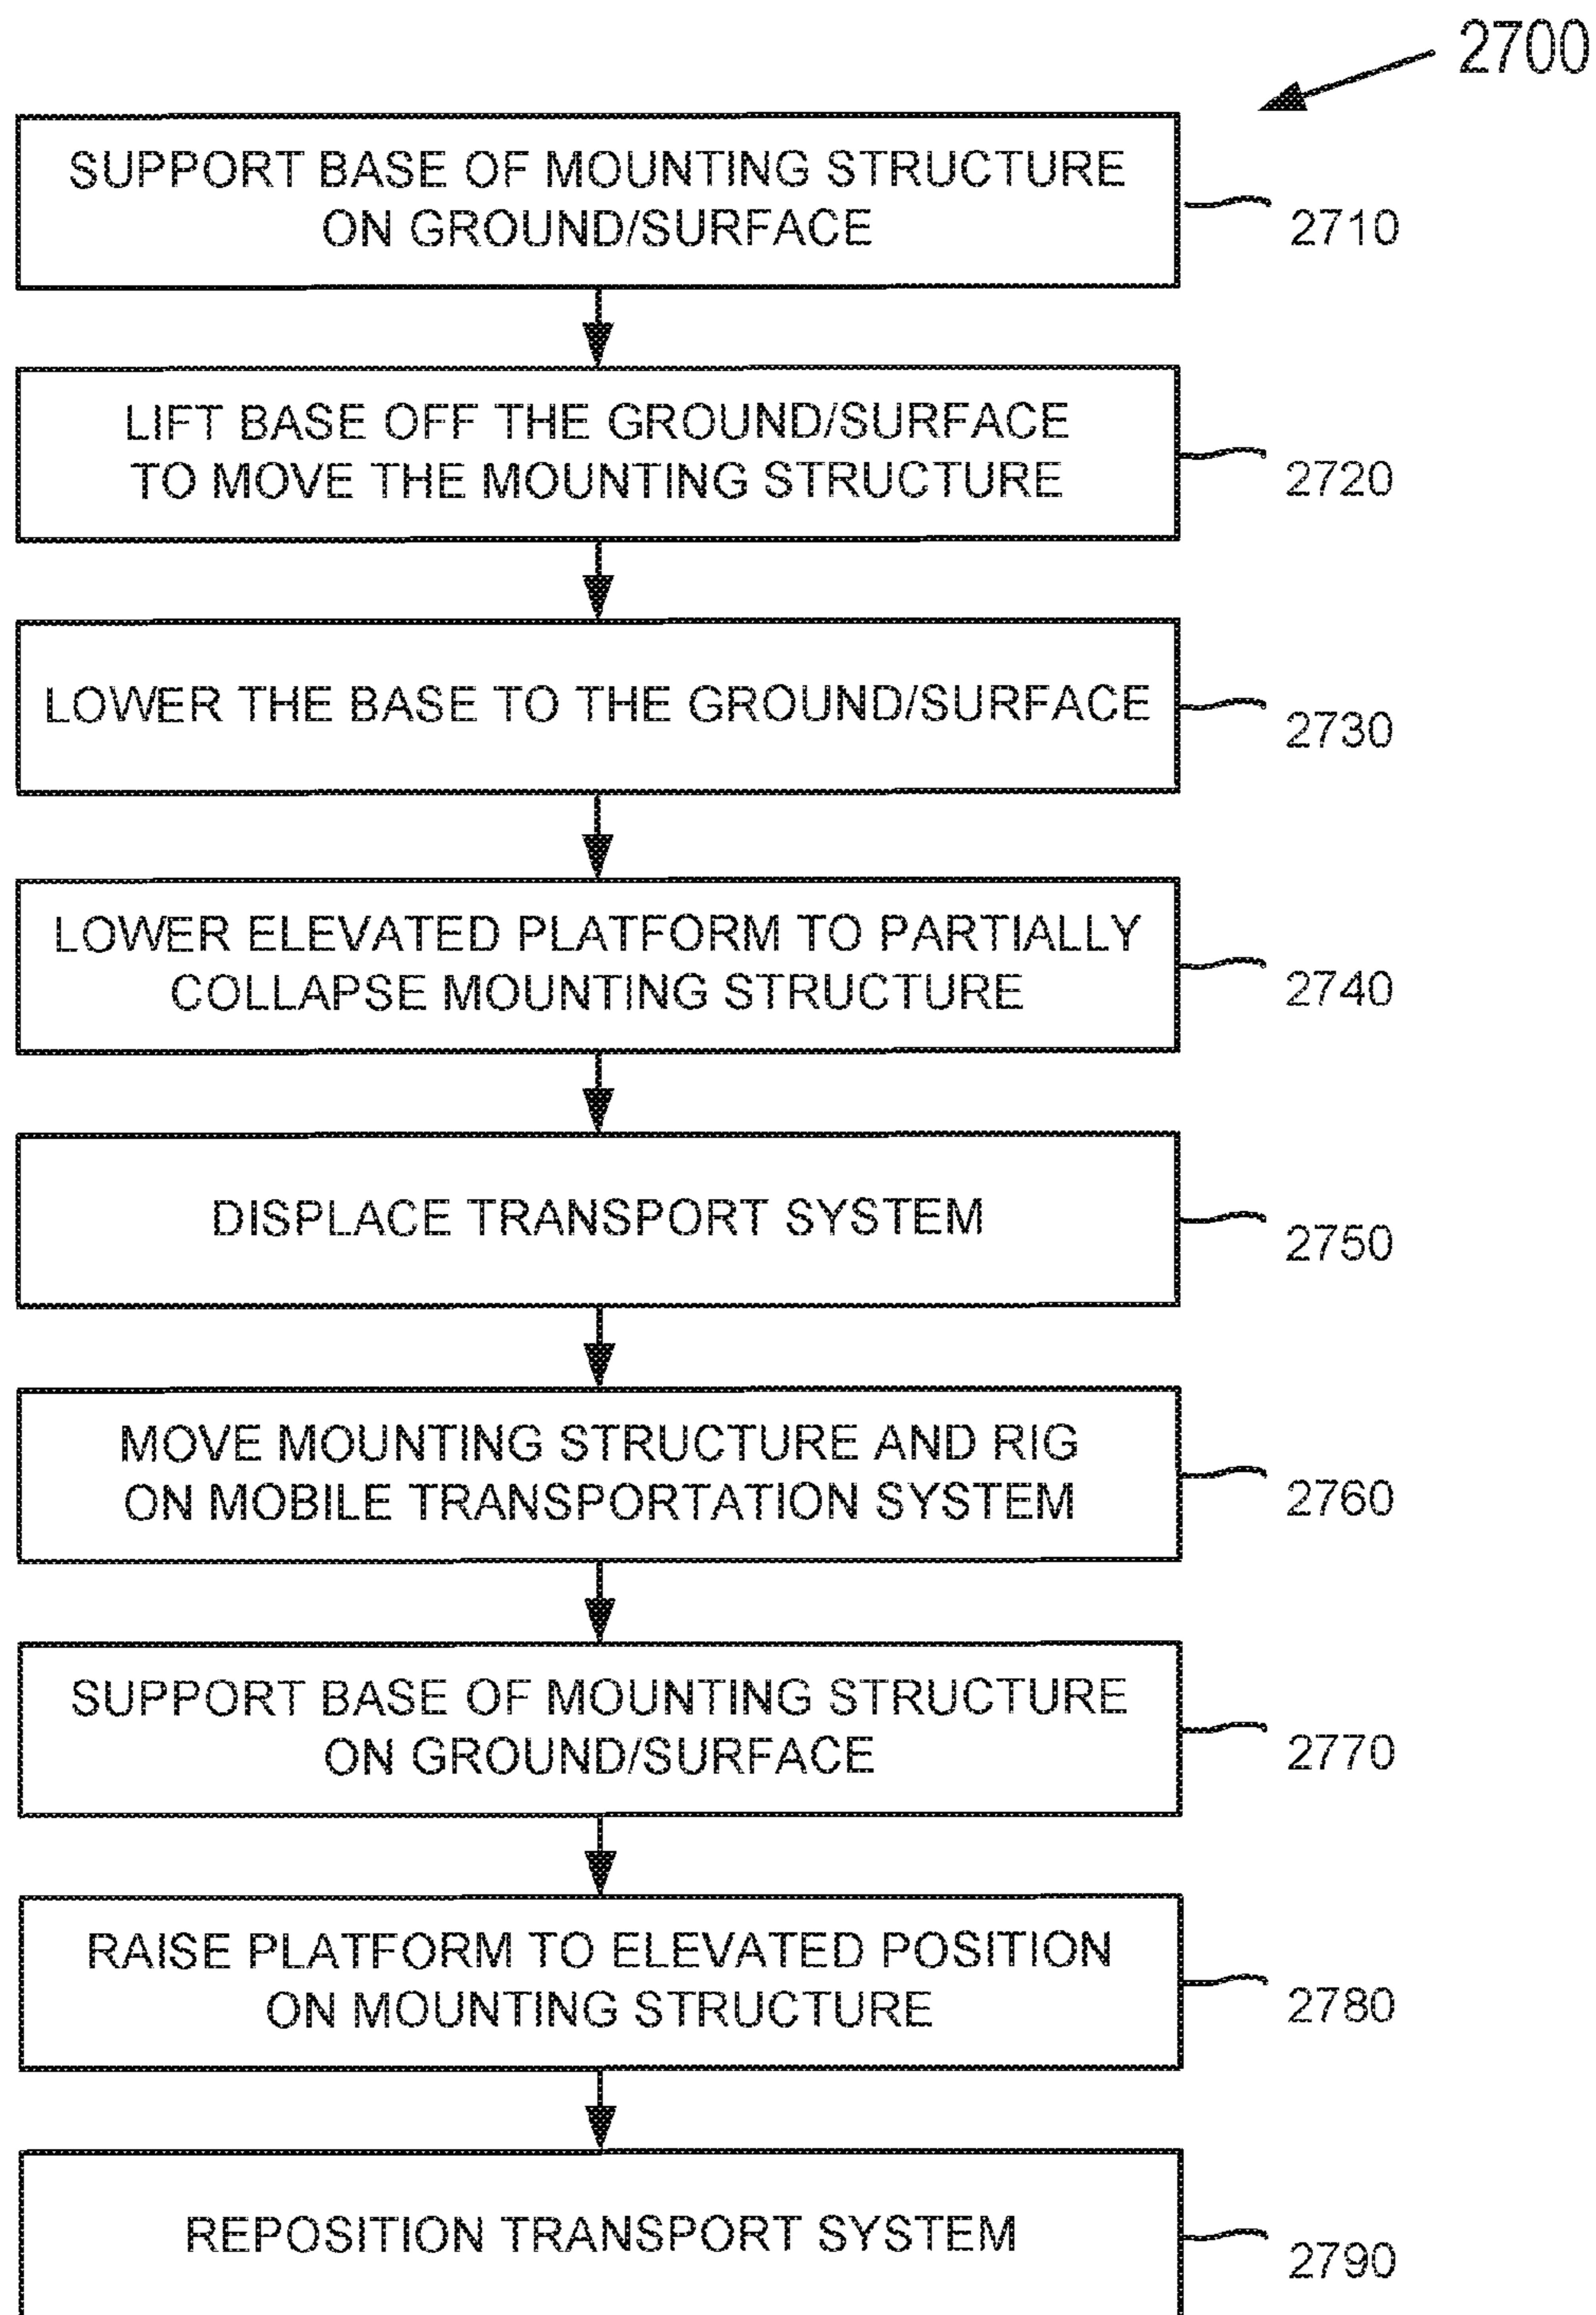 2700
SUPPORT BASE OF MOUNTING STRUCTURE
ON GROUND/SURFACE
2710
LIFT BASE OFF THE GROUND/SURFACE
TO MOVE THE MOUNTING STRUCTURE
2720
LOWER THE BASE TO THE GROUND/SURFACE
2730
LOWER ELEVATED PLATFORM TO PARTIALLY
COLLAPSE MOUNTING STRUCTURE
2740
DISPLACE TRANSPORT SYSTEM
2750
MOVE MOUNTING STRUCTURE AND RIG
ON MOBILE TRANSPORTATION SYSTEM
2760
SUPPORT BASE OF MOUNTING STRUCTURE
ON GROUND/SURFACE
2770
RAISE PLATFORM TO ELEVATED POSITION
ON MOUNTING STRUCTURE
2780
REPOSITION TRANSPORT SYSTEM
2790